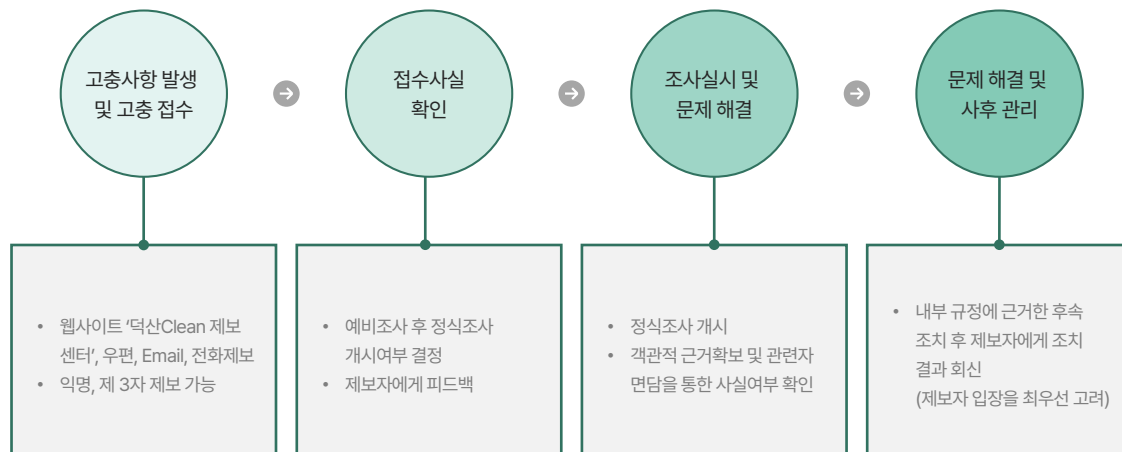 고충사항 발생
및 고충 접수
접수사실
확인
조사실시 및
문제 해결
문제 해결 및
사후 관리
• 웹사이트 ‘덕산Clean 제보
센터’, 우편, Email, 전화제보
• 익명, 제 3자 제보 가능
• 예비조사 후 정식조사
개시여부 결정
• 제보자에게 피드백
• 정식조사 개시
• 객관적 근거확보 및 관련자
면담을 통한 사실여부 확인
• 내부 규정에 근거한 후속
조치 후 제보자에게 조치
결과 회신
(제보자 입장을 최우선 고려)